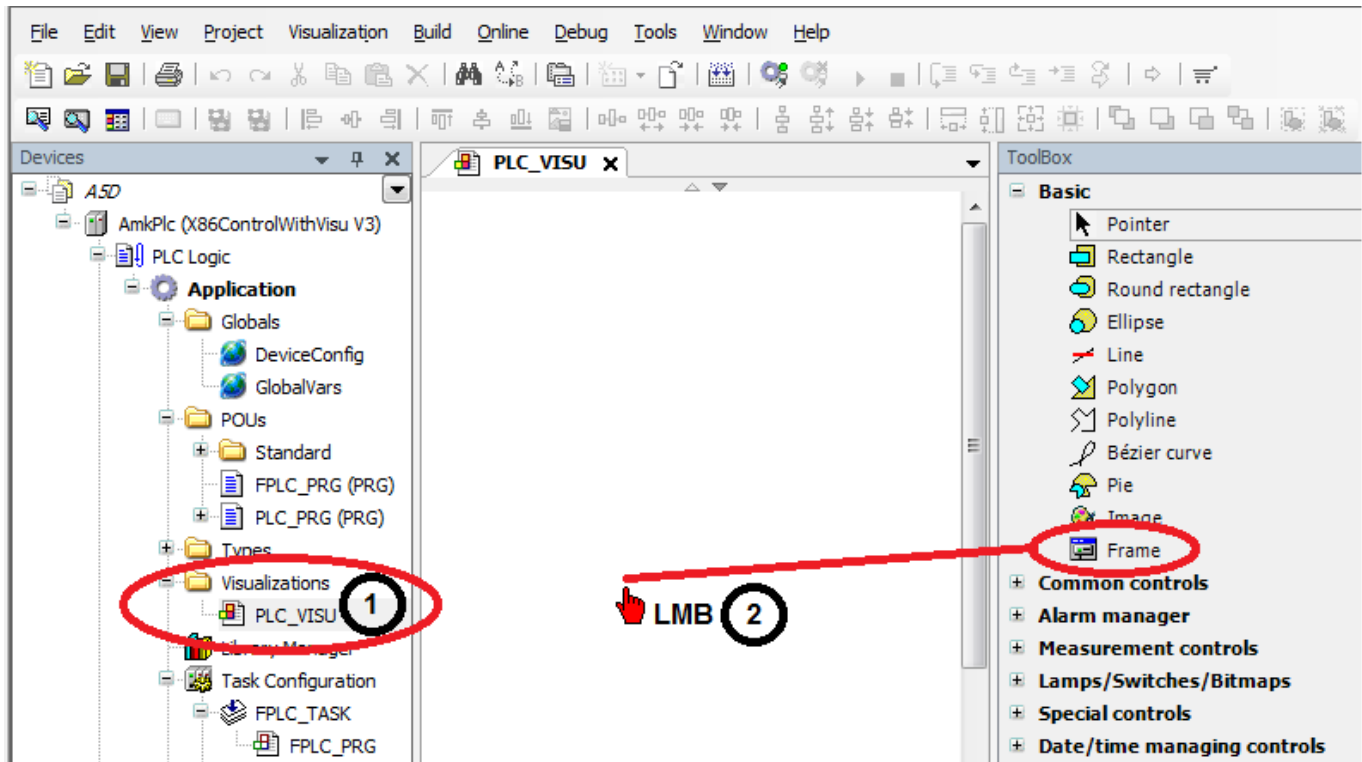 File Edit View Project Visualization Build Online Debug Tools Window Help
Devices
PLC_VISU
ToolBox
A5D
AmkPlc (X86ControlWithVisu V3)
PLC Logic
Application
Globals
DeviceConfig
GlobalVars
POUs
Standard
FPLC_PRG (PRG)
PLC_PRG (PRG)
Types
Visualizations
PLC_VISU
1
Library Manager
Task Configuration
FPLC_TASK
FPLC_PRG
LMB 2
Basic
Pointer
Rectangle
Round rectangle
Ellipse
Line
Polygon
Polyline
Bézier curve
Pie
Image
Frame
Common controls
Alarm manager
Measurement controls
Lamps/Switches/Bitmaps
Special controls
Date/time managing controls